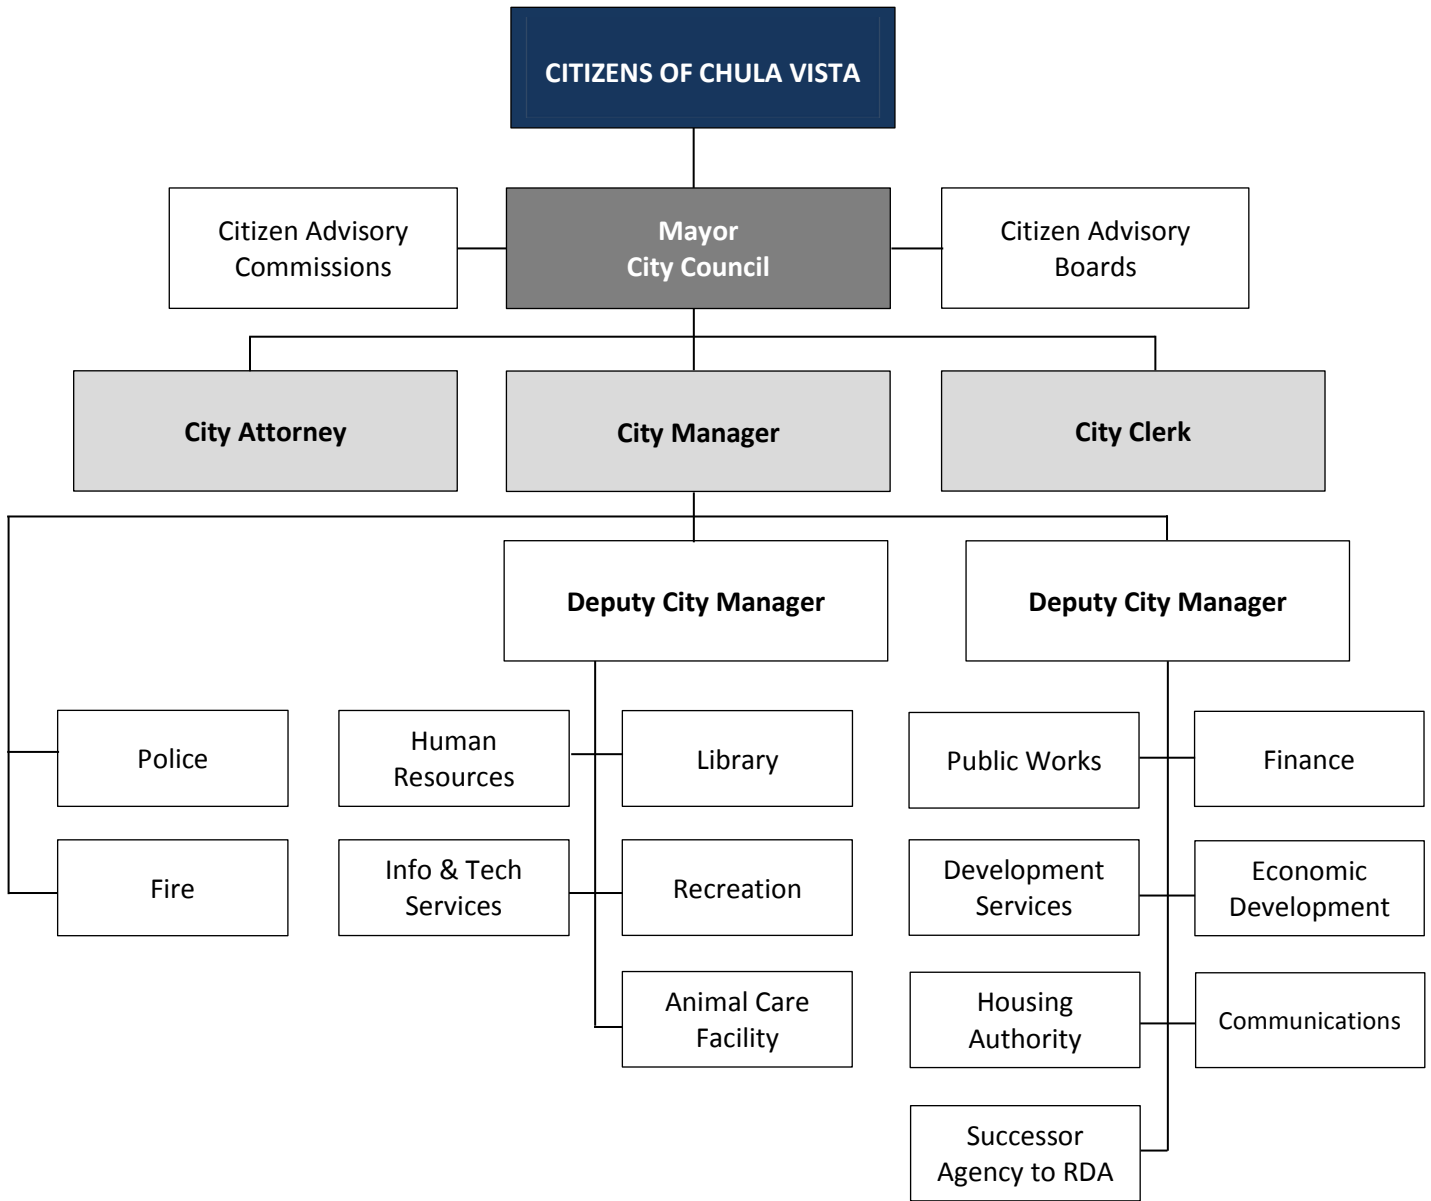 CITIZENS OF CHULA VISTA
Citizen Advisory
Commissions
Mayor
City Council
Citizen Advisory
Boards
City Attorney
City Manager
City Clerk
Deputy City Manager
Deputy City Manager
Police
Human
Resources
Library
Public Works
Finance
Fire
Info & Tech
Services
Recreation
Development
Services
Economic
Development
Animal Care
Facility
Housing
Authority
Communications
Successor
Agency to RDA